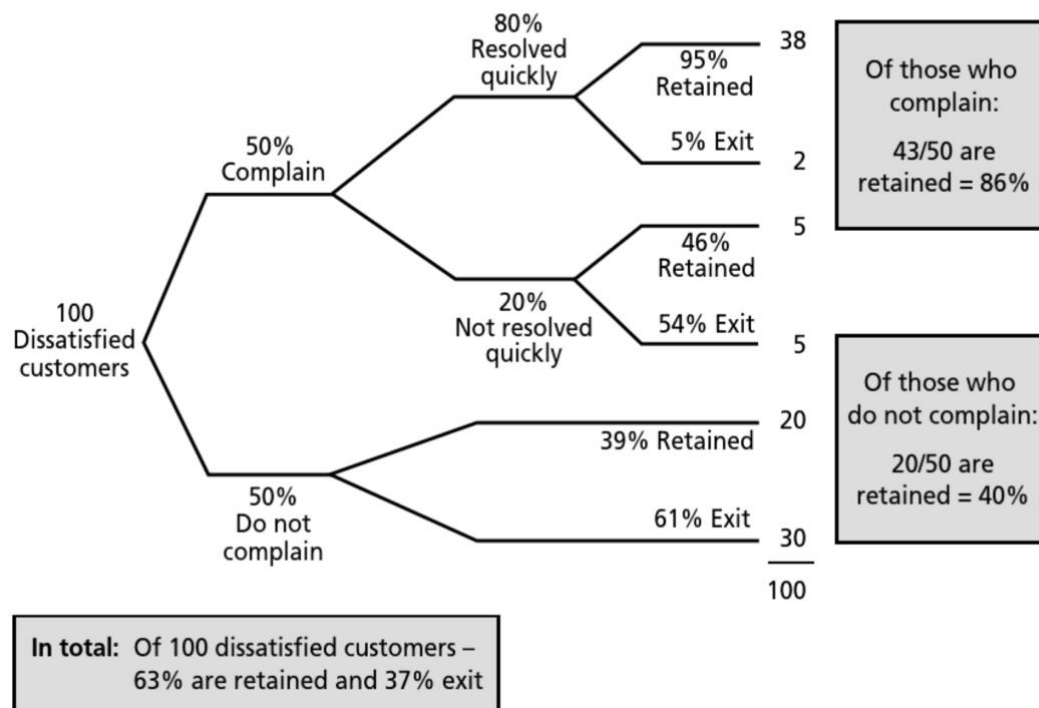 80%
Resolved
quickly
38
95%
Retained
5% Exit
2
50%
Complain
5
46%
Retained
20%
Not resolved
quickly
54% Exit
5
100
Dissatisfied
customers
20
39% Retained
50%
Do not
complain
61% Exit
30
100
Of those who
complain:
43/50 are
retained = 86%
Of those who
do not complain:
20/50 are
retained = 40%
In total: Of 100 dissatisfied customers –
63% are retained and 37% exit